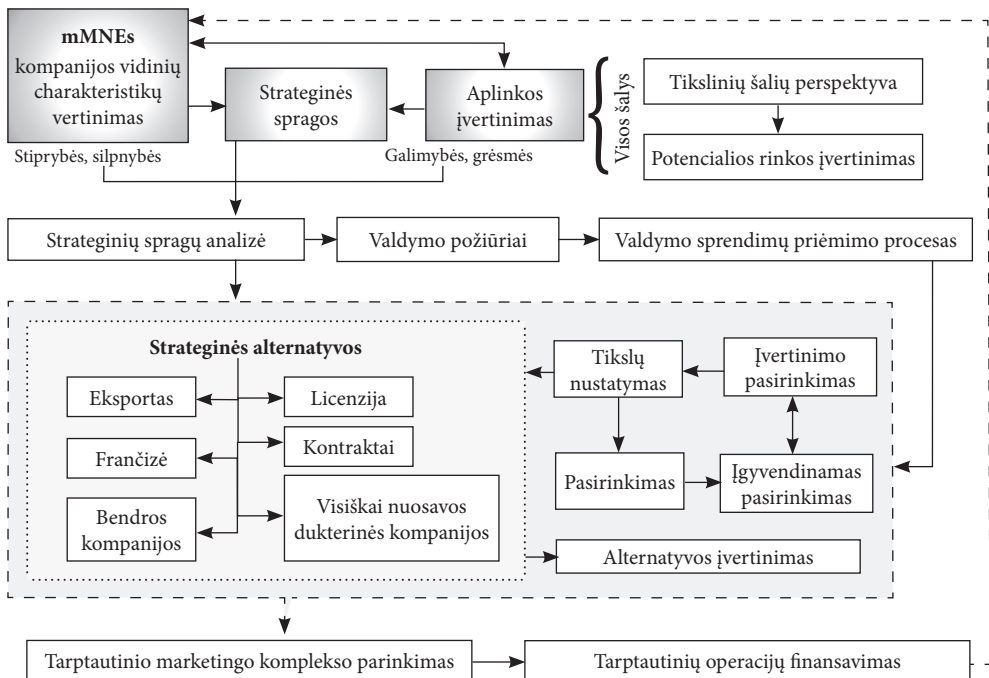 mMNEs
kompanijos vidinių
charakteristikų
vertinimas
Strateginės
spragos
Aplinkos
įvertinimas
Visos šalys
Tikslinių šalių perspektyva
Potencialios rinkos įvertinimas
Stiprybės, silpnybės
Galimybės, grėsmės
Strateginių spragų analizė
Valdymo požiūriai
Valdymo sprendimų priėmimo procesas
Strateginės alternatyvos
Eksportas
Licenzija
Frančizė
Kontraktai
Bendros
kompanijos
Visiškai nuosavos
dukterinės kompanijos
Tikslų
nustatymas
Įvertinimo
pasirinkimas
Pasirinkimas
Įgyvendinamas
pasirinkimas
Alternatyvos įvertinimas
Tarptautinio marketingo komplekso parinkimas
Tarptautinių operacijų finansavimas